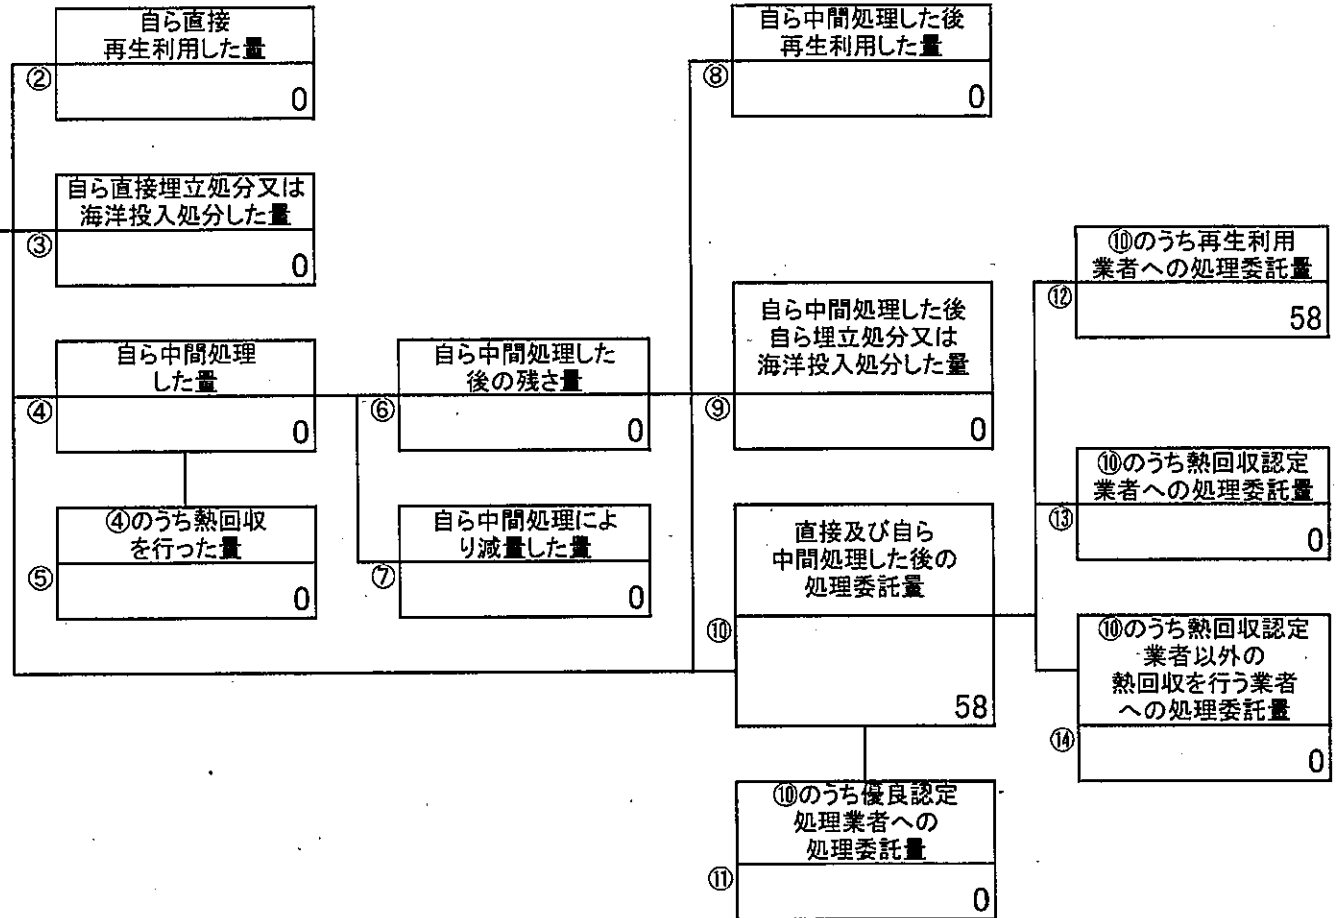 自ら直接
再生利用した量
②
0
自ら直接埋立処分又は
海洋投入処分した量
③
0
自ら中間処理
した量
④
0
④のうち熱回収
を行った量
⑤
0
自ら中間処理した
後の残さ量
⑥
0
自ら中間処理によ
り減量した量
⑦
0
自ら中間処理した後
再生利用した量
⑧
0
自ら中間処理した後
自ら埋立処分又は
海洋投入処分した量
⑨
0
直接及び自ら
中間処理した後の
処理委託量
⑩
58
⑩のうち優良認定
処理業者への
処理委託量
⑪
0
⑩のうち再生利用
業者への処理委託量
⑫
58
⑩のうち熱回収認定
業者への処理委託量
⑬
0
⑩のうち熱回収認定
業者以外の
熱回収を行う業者
への処理委託量
⑭
0